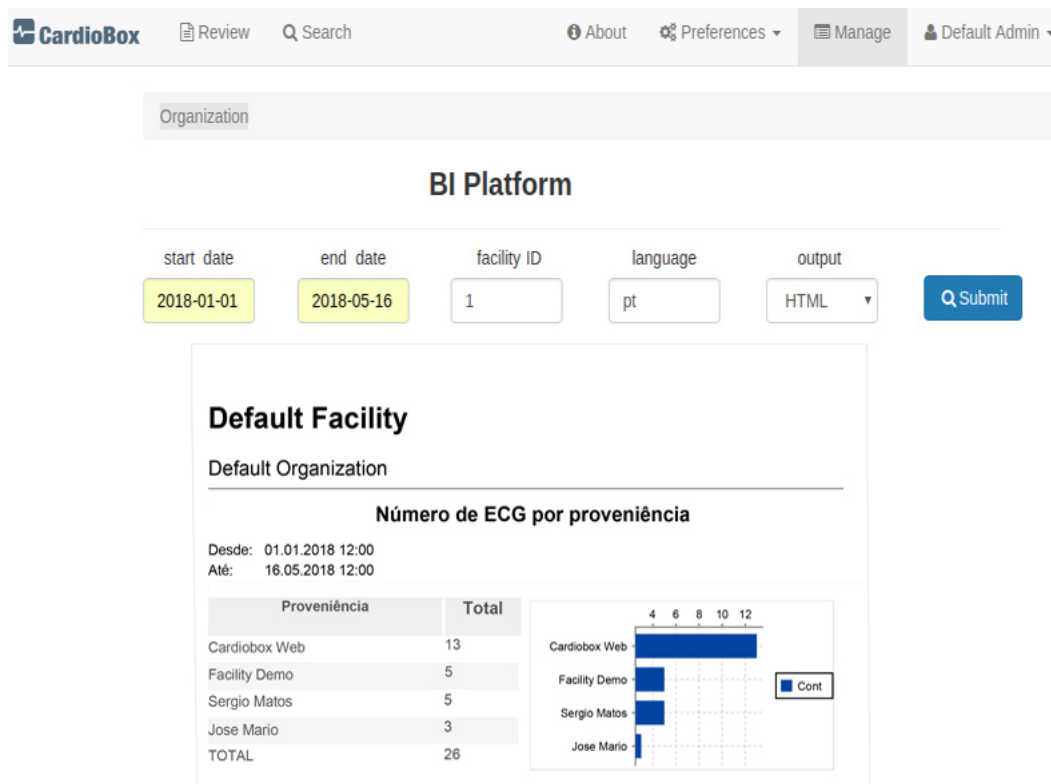 CardioBox Review Search About Preferences Manage Default Admin
Organization
BI Platform
start date end date facility ID language output
2018-01-01 2018-05-16 1 pt HTML Submit
Default Facility
Default Organization
Número de ECG por proveniência
Desde: 01.01.2018 12:00
Até: 16.05.2018 12:00
Proveniência Total
Cardiobox Web 13
Facility Demo 5
Sergio Matos 5
Jose Mario 3
TOTAL 26
4 6 8 10 12
Cardiobox Web
Facility Demo
Sergio Matos
Jose Mario
Cont